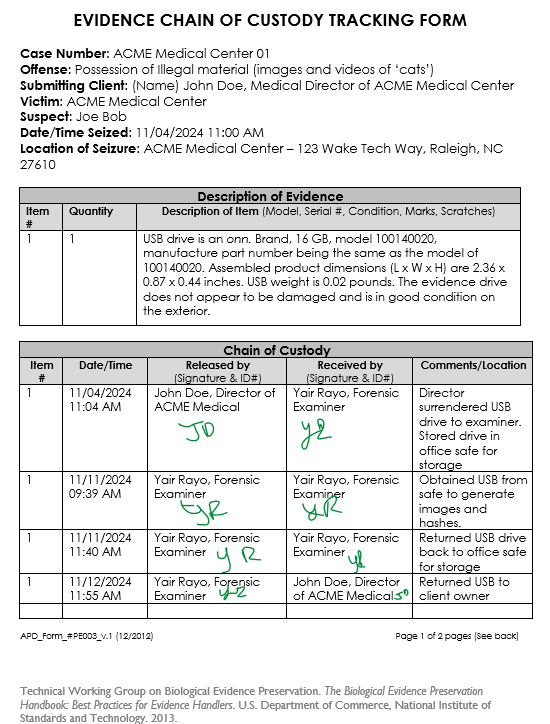 EVIDENCE CHAIN OF CUSTODY TRACKING FORM
Case Number: ACME Medical Center 01
Offense: Possession of Illegal material (images and videos of ‘cats’)
Submitting Client: (Name) John Doe, Medical Director of ACME Medical Center
Victim: ACME Medical Center
Suspect: Joe Bob
Date/Time Seized: 11/04/2024 11:00 AM
Location of Seizure: ACME Medical Center – 123 Wake Tech Way, Raleigh, NC
27610
Description of Evidence
Item
#
Quantity
Description of Item (Model, Serial #, Condition, Marks, Scratches)
1
1
USB drive is an onn. Brand, 16 GB, model 100140020,
manufacture part number being the same as the model of
100140020. Assembled product dimensions (L x W x H) are 2.36 x
0.87 x 0.44 inches. USB weight is 0.02 pounds. The evidence drive
does not appear to be damaged and is in good condition on
the exterior.
Chain of Custody
Item
#
Date/Time
Released by
(Signature & ID#)
Received by
(Signature & ID#)
Comments/Location
1
11/04/2024
11:04 AM
John Doe, Director of
ACME Medical
JD
Yair Rayo, Forensic
Examiner
YR
Director
surrendered USB
drive to examiner.
Stored drive in
office safe for
storage
1
11/11/2024
09:39 AM
Yair Rayo, Forensic
Examiner
YR
Yair Rayo, Forensic
Examiner
YR
Obtained USB from
safe to generate
images and
hashes.
1
11/11/2024
11:40 AM
Yair Rayo, Forensic
Examiner YR
Yair Rayo, Forensic
Examiner YR
Returned USB drive
back to office safe
for storage
1
11/12/2024
11:55 AM
Yair Rayo, Forensic
Examiner YR
John Doe, Director
of ACME Medical JD
Returned USB to
client owner
APD_Form_#PE003_v.1 (12/2012)
Page 1 of 2 pages (See back)
Technical Working Group on Biological Evidence Preservation. The Biological Evidence Preservation
Handbook: Best Practices for Evidence Handlers. U.S. Department of Commerce, National Institute of
Standards and Technology. 2013.